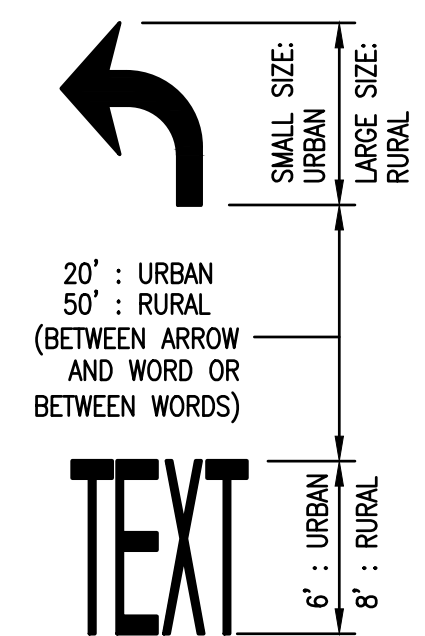 SMALL SIZE:
URBAN
LARGE SIZE:
RURAL
20' : URBAN
50' : RURAL
(BETWEEN ARROW
AND WORD OR
BETWEEN WORDS)
TEXT
6' : URBAN
8' : RURAL